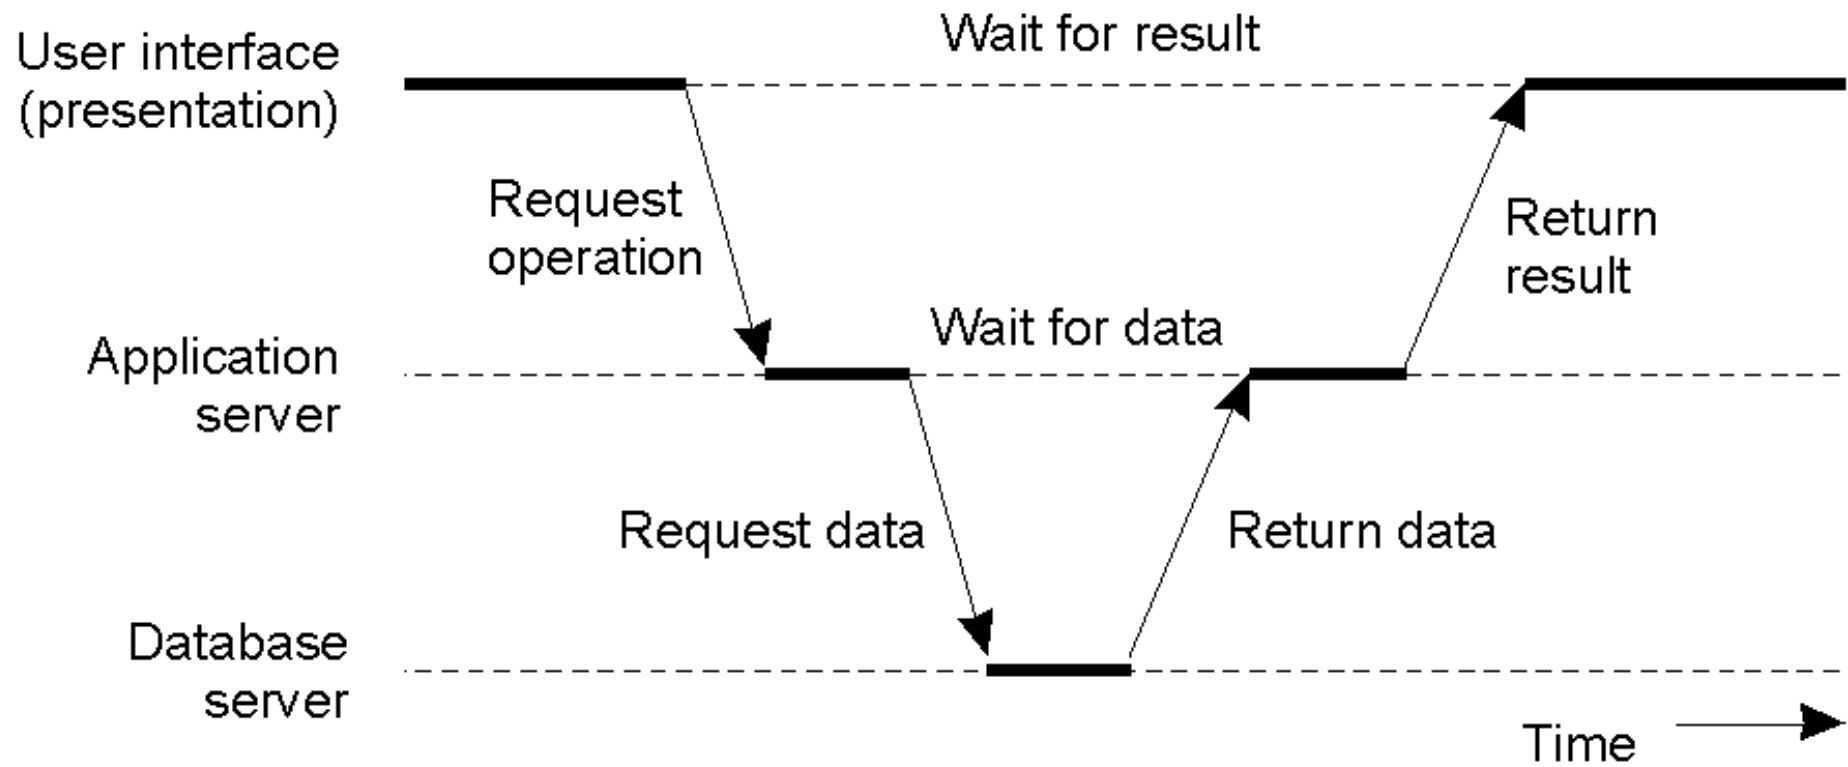 User interface
(presentation)
Wait for result
Request
operation
Return
result
Wait for data
Application
server
Request data
Return data
Database
server
Time